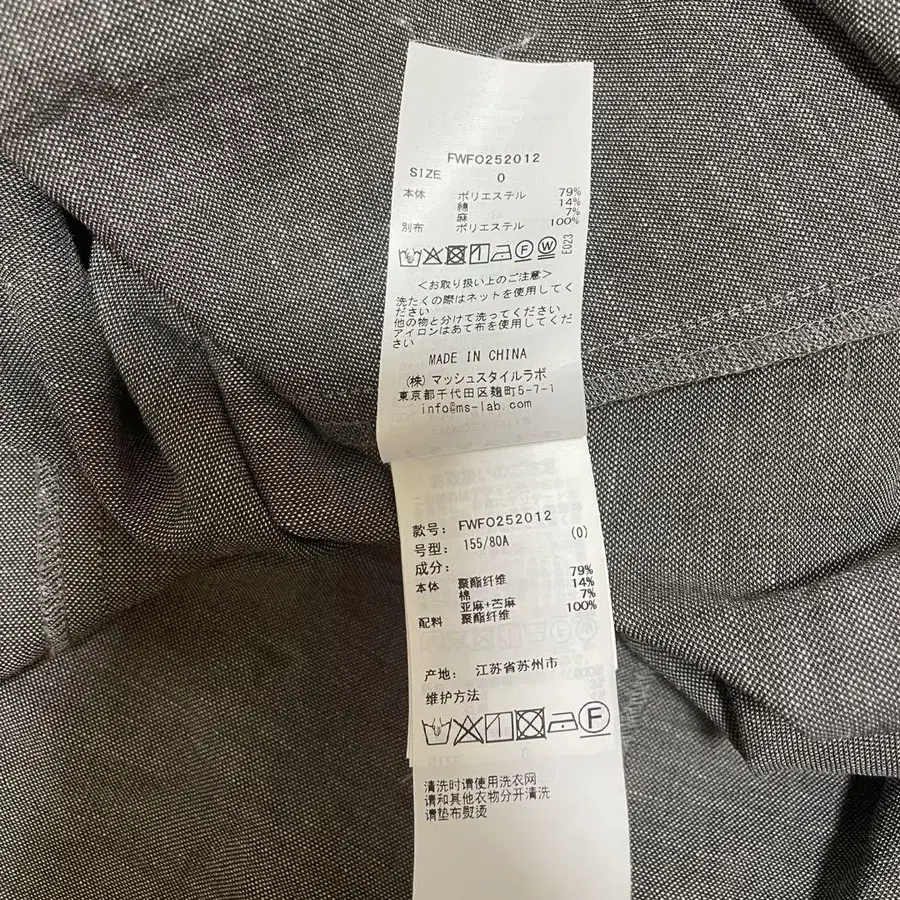 FWFO252012
SIZE 0
本体 ポリエステル 79%
綿 14%
麻 7%
別布 ポリエステル 100%
F W E023
<お取り扱い上のご注意>
洗たくの際はネットを使用してく
ださい
他の物と分けて洗ってください
アイロンはあて布を使用してくだ
さい
MADE IN CHINA
(株)マッシュスタイルラボ
東京都千代田区麹町5-7-1
info@ms-lab.com
款号: FWFO252012
号型: 155/80A (0)
成分:
本体 聚酯纤维 79%
棉 14%
亚麻+苎麻 7%
配料 聚酯纤维 100%
产地: 江苏省苏州市
维护方法
F
清洗时请使用洗衣网
请和其他衣物分开清洗
请垫布熨烫